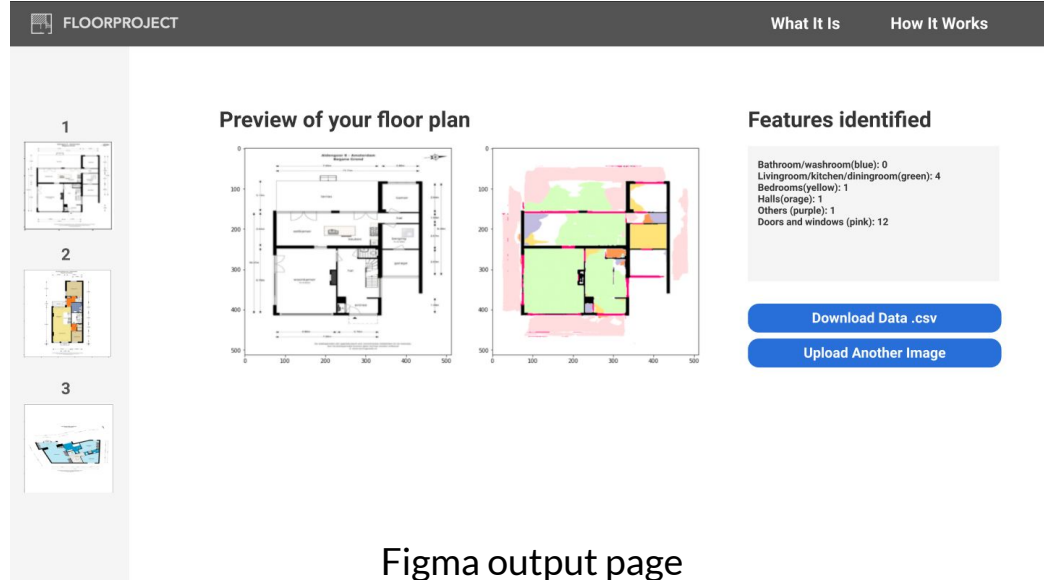 FLOORPROJECT
What It Is
How It Works
1
2
3
Preview of your floor plan
0
100
200
300
400
500
0
100
200
300
400
500
0
100
200
300
400
500
0
100
200
300
400
500
Features identified
Bathroom/washroom(blue): 0
Livingroom/kitchen/diningroom(green): 4
Bedrooms(yellow): 1
Halls(orage): 1
Others (purple): 1
Doors and windows (pink): 12
Download Data .csv
Upload Another Image
Figma output page